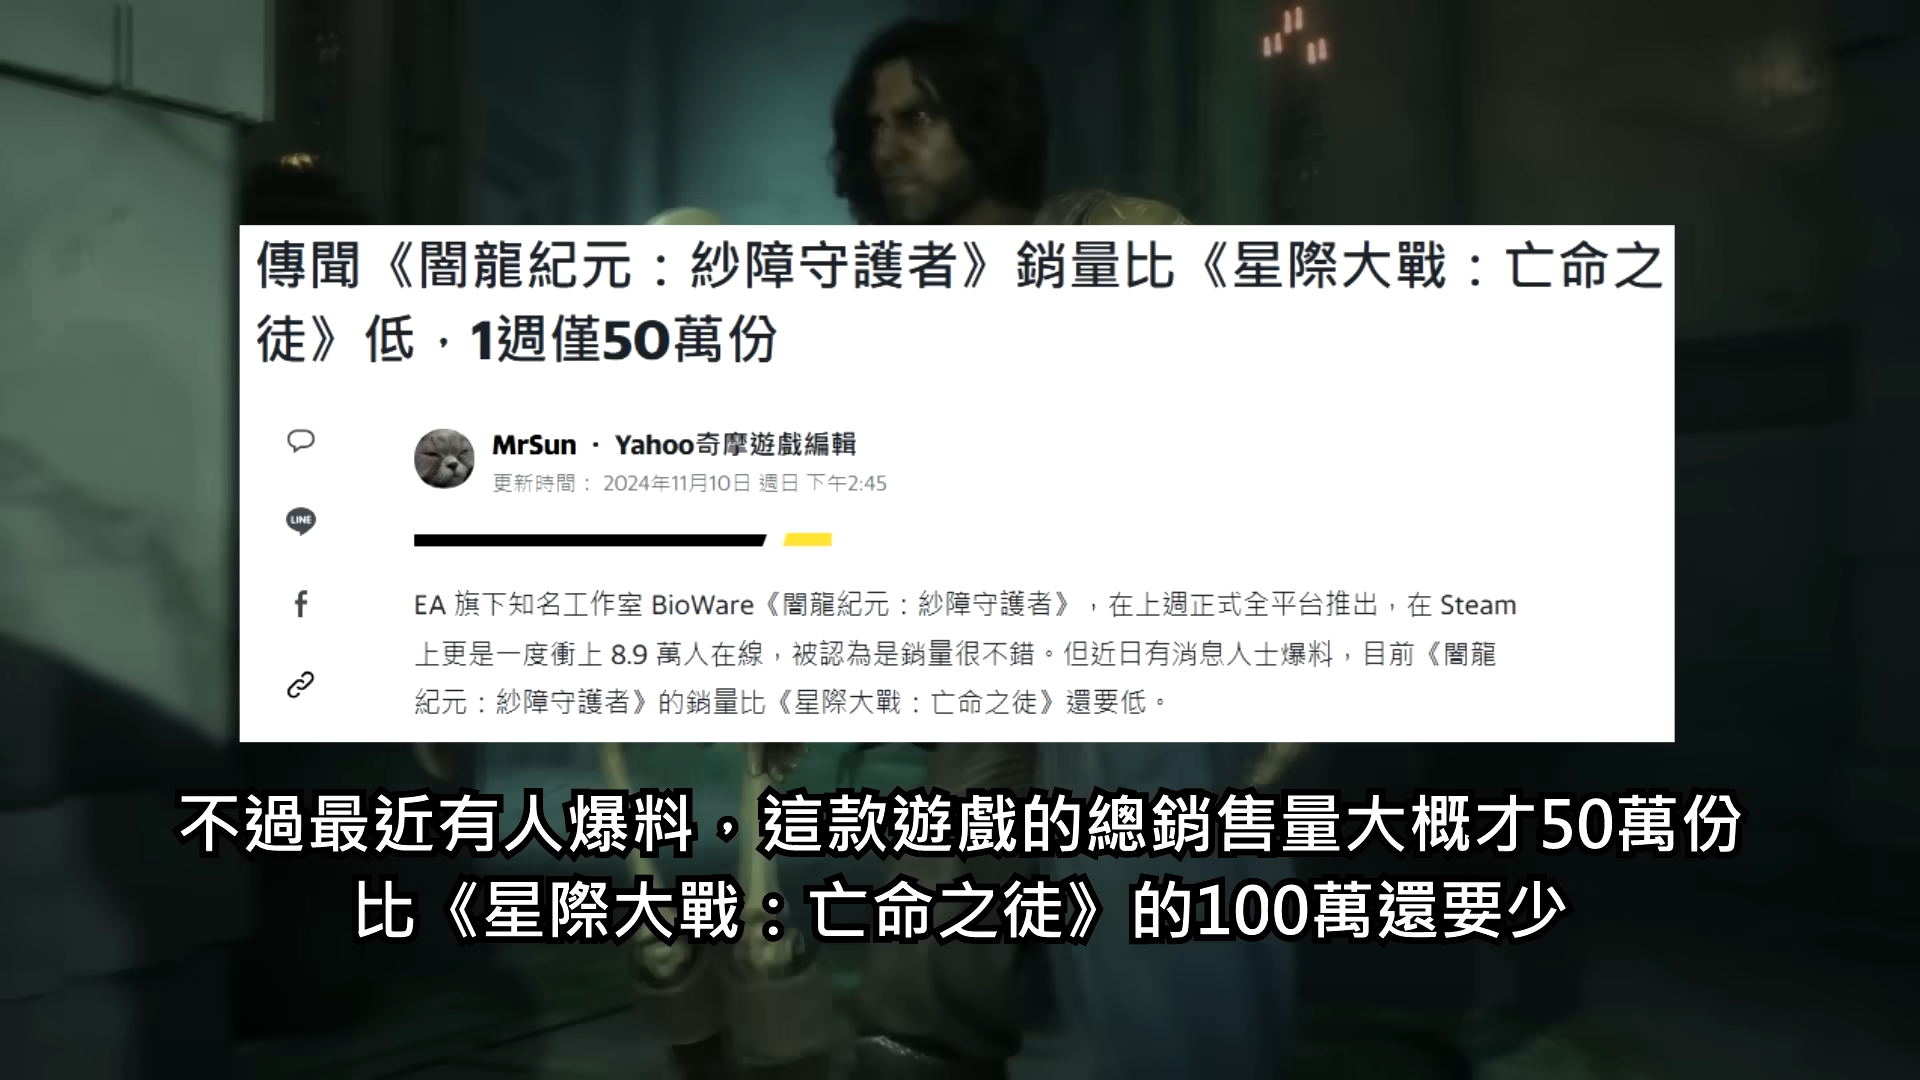 傳聞《闇龍紀元：紗障守護者》銷量比《星際大戰：亡命之
徒》低，1週僅50萬份
MrSun · Yahoo奇摩遊戲編輯
更新時間： 2024年11月10日 週日 下午2:45
LINE
EA 旗下知名工作室 BioWare《闇龍紀元：紗障守護者》，在上週正式全平台推出，在 Steam
上更是一度衝上 8.9 萬人在線，被認為是銷量很不錯。但近日有消息人士爆料，目前《闇龍
紀元：紗障守護者》的銷量比《星際大戰：亡命之徒》還要低。
不過最近有人爆料，這款遊戲的總銷售量大概才50萬份
比《星際大戰：亡命之徒》的100萬還要少